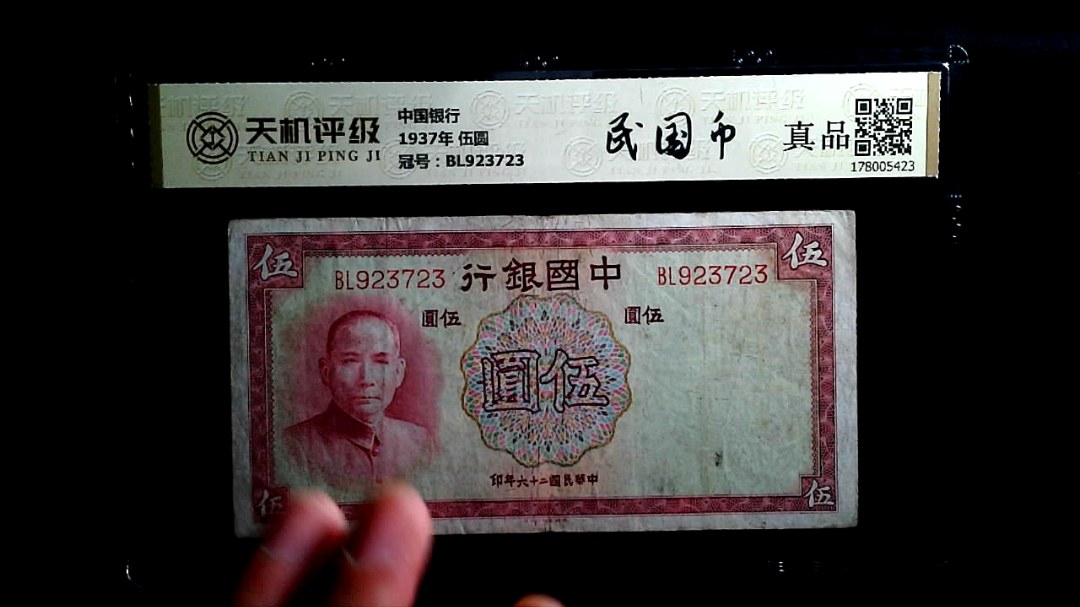 天机评级
TIAN JI PING JI
中国银行
1937年 伍圆
冠号：BL923723
民国币
真品
178005423
伍
伍
BL923723
行銀國中
BL923723
圓伍
圓伍
圓伍
印年六十二國民華中
伍
伍